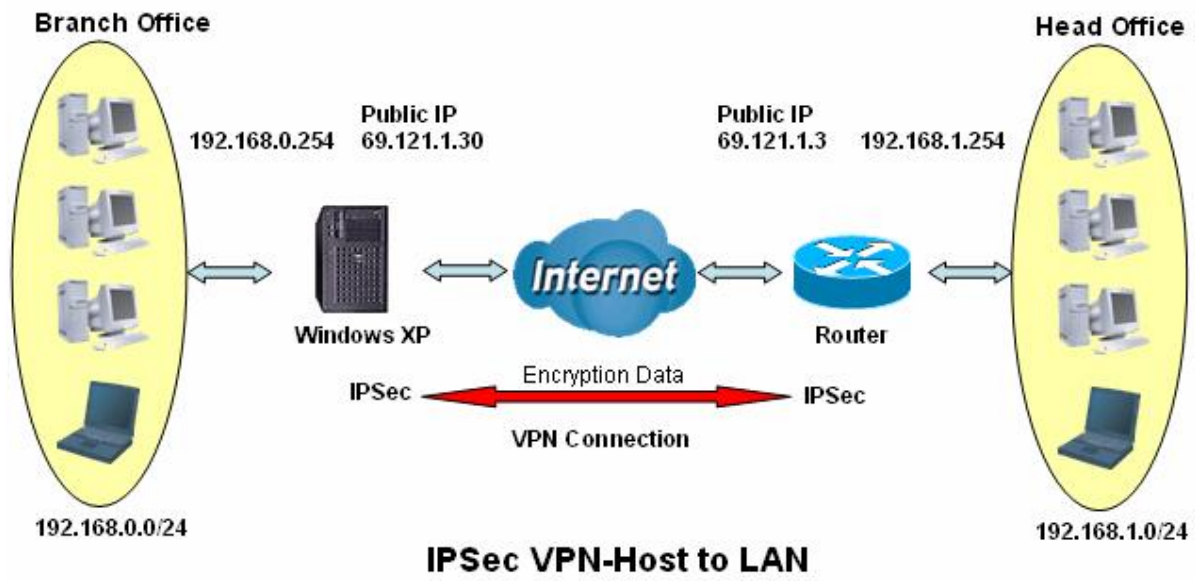 Branch Office
Head Office
Public IP
Public IP
192.168.0.254
69.121.1.30
69.121.1.3
192.168.1.254
Internet
Windows XP
Router
Encryption Data
IPSec
IPSec
VPN Connection
192.168.0.0/24
192.168.1.0/24
IPSec VPN-Host to LAN